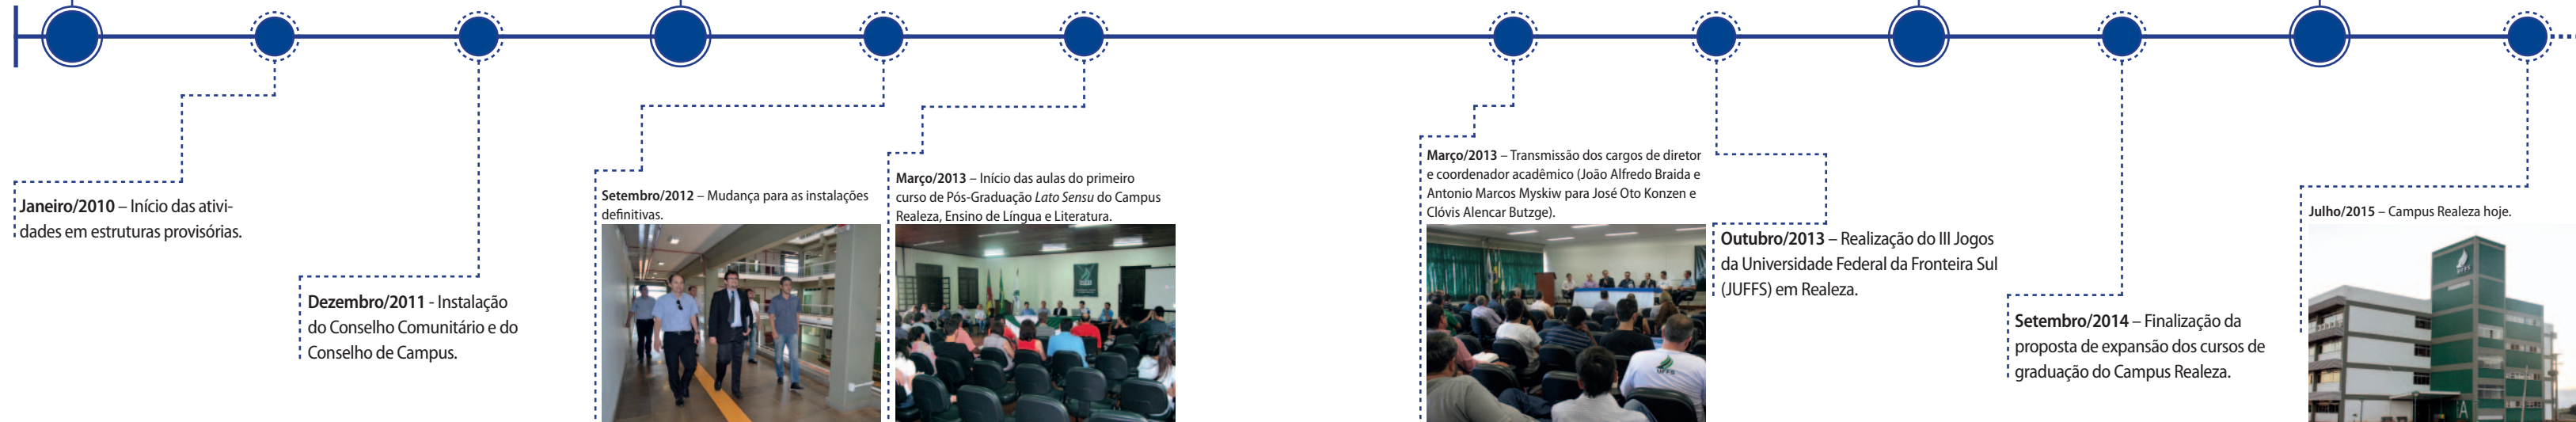 Janeiro/2010 – Início das ativi-
dades em estruturas provisórias.
Dezembro/2011 - Instalação
do Conselho Comunitário e do
Conselho de Campus.
Setembro/2012 – Mudança para as instalações
definitivas.
Março/2013 – Início das aulas do primeiro
curso de Pós-Graduação Lato Sensu do Campus
Realeza, Ensino de Língua e Literatura.
Março/2013 – Transmissão dos cargos de diretor
e coordenador acadêmico (João Alfredo Braida e
Antonio Marcos Myskiw para José Oto Konzen e
Clóvis Alencar Butzge).
UFFS
Outubro/2013 – Realização do III Jogos
da Universidade Federal da Fronteira Sul
(JUFFS) em Realeza.
Setembro/2014 – Finalização da
proposta de expansão dos cursos de
graduação do Campus Realeza.
Julho/2015 – Campus Realeza hoje.
UFFS
A